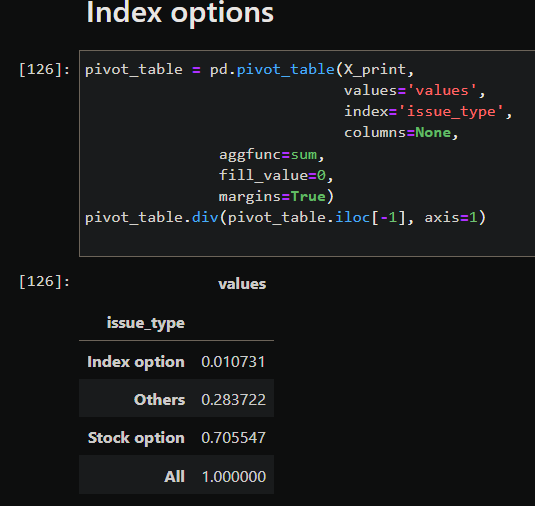 Index options
[126]: pivot_table = pd.pivot_table(X_print,
values='values',
index='issue_type',
columns=None,
aggfunc=sum,
fill_value=0,
margins=True)
pivot_table.div(pivot_table.iloc[-1], axis=1)
[126]: values
issue_type
Index option 0.010731
Others 0.283722
Stock option 0.705547
All 1.000000